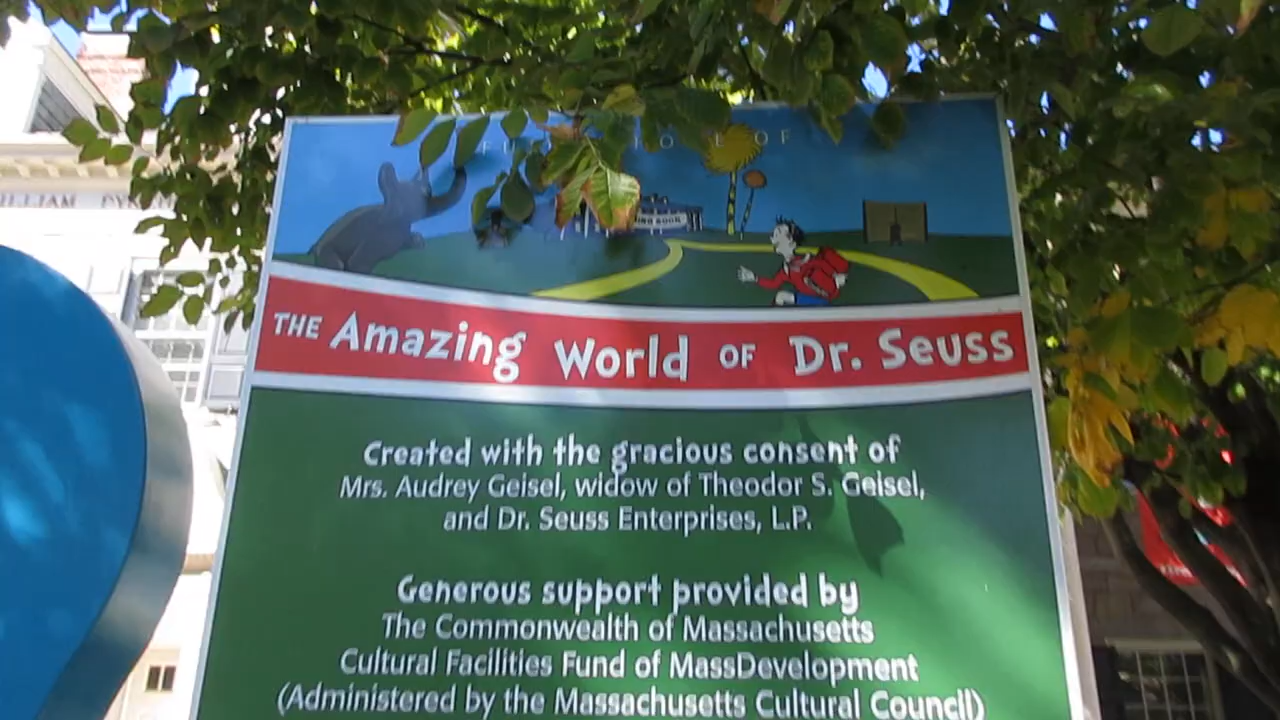 OF
THE Amazing World OF Dr. Seuss
Created with the gracious consent of
Mrs. Audrey Geisel, widow of Theodor S. Geisel,
and Dr. Seuss Enterprises, L.P.
Generous support provided by
The Commonwealth of Massachusetts
Cultural Facilities Fund of MassDevelopment
(Administered by the Massachusetts Cultural Council)